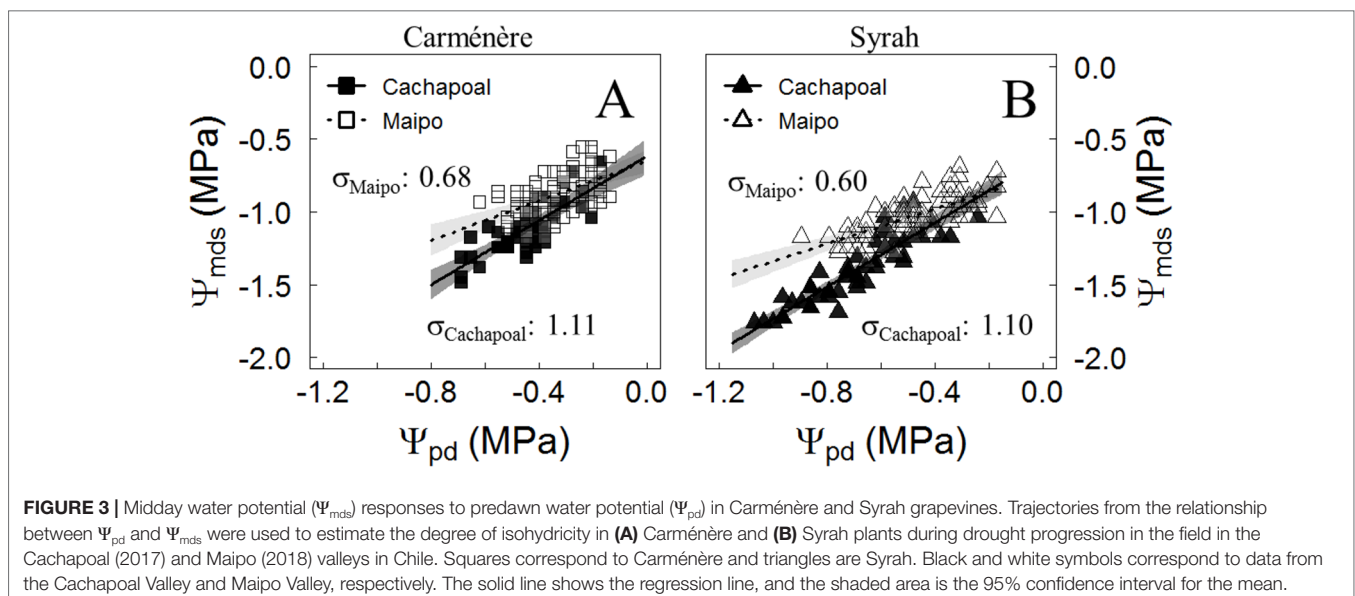 Carménère
Syrah
0.0
-0.5
-1.0
-1.5
-2.0
Ψmds (MPa)
Cachapoal
Maipo
A
σMaipo: 0.68
σCachapoal: 1.11
-1.2 -0.8 -0.4 0.0
Ψpd (MPa)
Cachapoal
Maipo
B
σMaipo: 0.60
σCachapoal: 1.10
-1.2 -0.8 -0.4 0.0
Ψpd (MPa)
0.0
-0.5
-1.0
-1.5
-2.0
Ψmds (MPa)
FIGURE 3 | Midday water potential (Ψmds) responses to predawn water potential (Ψpd) in Carménère and Syrah grapevines. Trajectories from the relationship
between Ψpd and Ψmds were used to estimate the degree of isohydricity in (A) Carménère and (B) Syrah plants during drought progression in the field in the
Cachapoal (2017) and Maipo (2018) valleys in Chile. Squares correspond to Carménère and triangles are Syrah. Black and white symbols correspond to data from
the Cachapoal Valley and Maipo Valley, respectively. The solid line shows the regression line, and the shaded area is the 95% confidence interval for the mean.